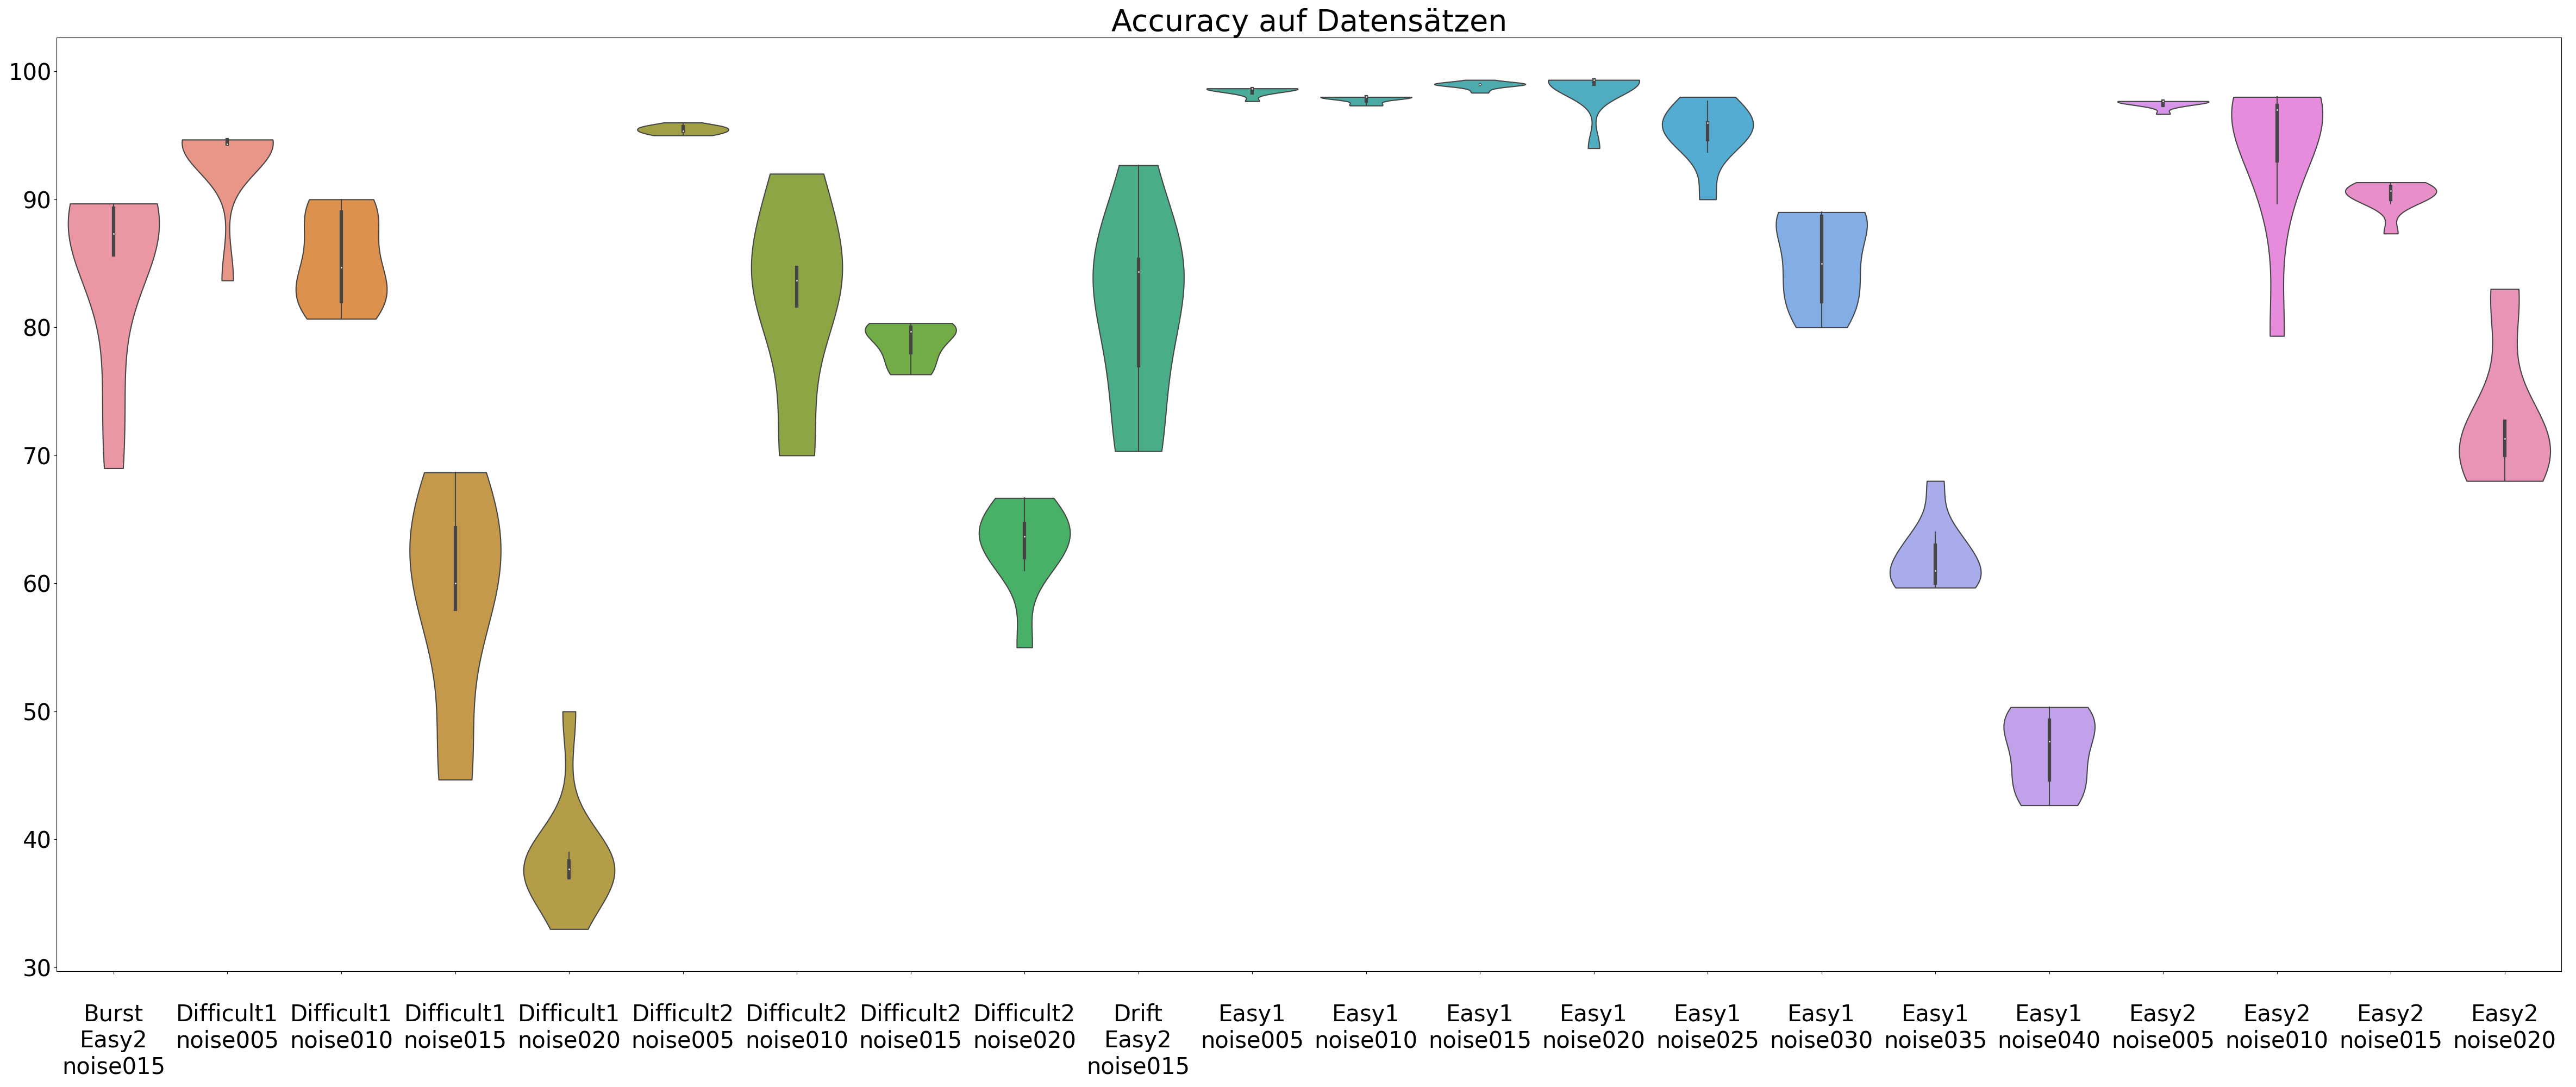 Accuracy auf Datensätzen
100
90
80
70
60
50
40
30
Burst
Easy2
noise015
Difficult1
noise005
Difficult1
noise010
Difficult1
noise015
Difficult1
noise020
Difficult2
noise005
Difficult2
noise010
Difficult2
noise015
Difficult2
noise020
Drift
Easy2
noise015
Easy1
noise005
Easy1
noise010
Easy1
noise015
Easy1
noise020
Easy1
noise025
Easy1
noise030
Easy1
noise035
Easy1
noise040
Easy2
noise005
Easy2
noise010
Easy2
noise015
Easy2
noise020